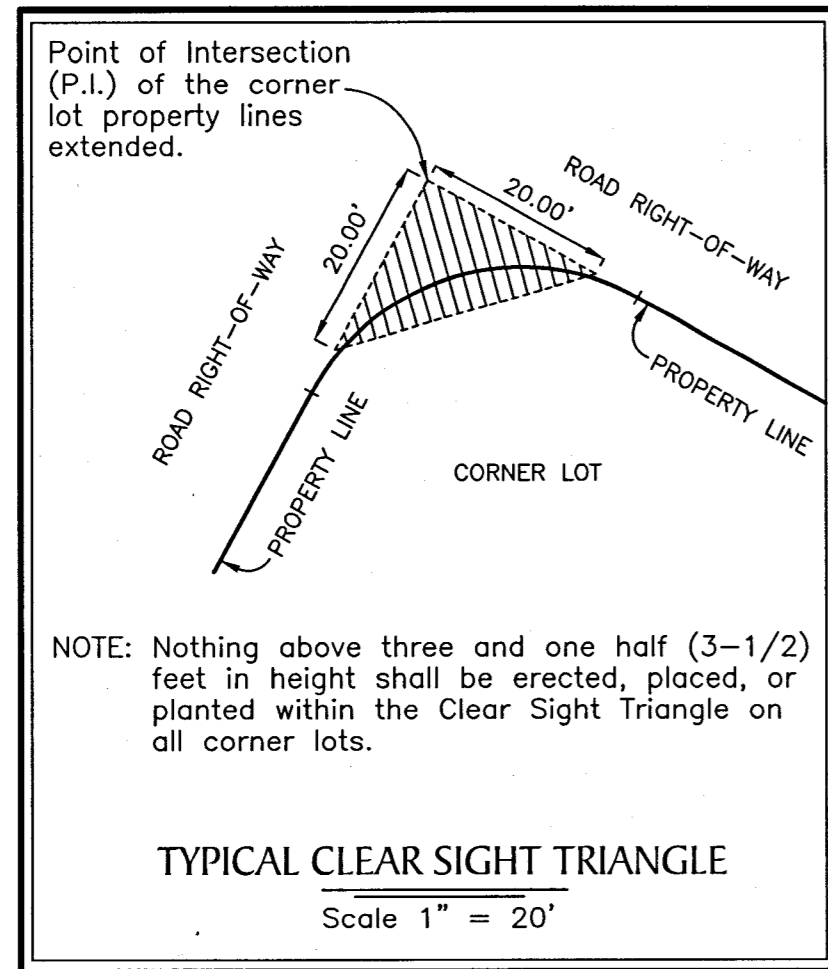 Point of Intersection
(P.I.) of the corner
lot property lines
extended.
20.00'
20.00'
ROAD RIGHT-OF-WAY
ROAD RIGHT-OF-WAY
PROPERTY LINE
PROPERTY LINE
CORNER LOT
NOTE: Nothing above three and one half (3-1/2)
feet in height shall be erected, placed, or
planted within the Clear Sight Triangle on
all corner lots.
TYPICAL CLEAR SIGHT TRIANGLE
Scale 1" = 20'